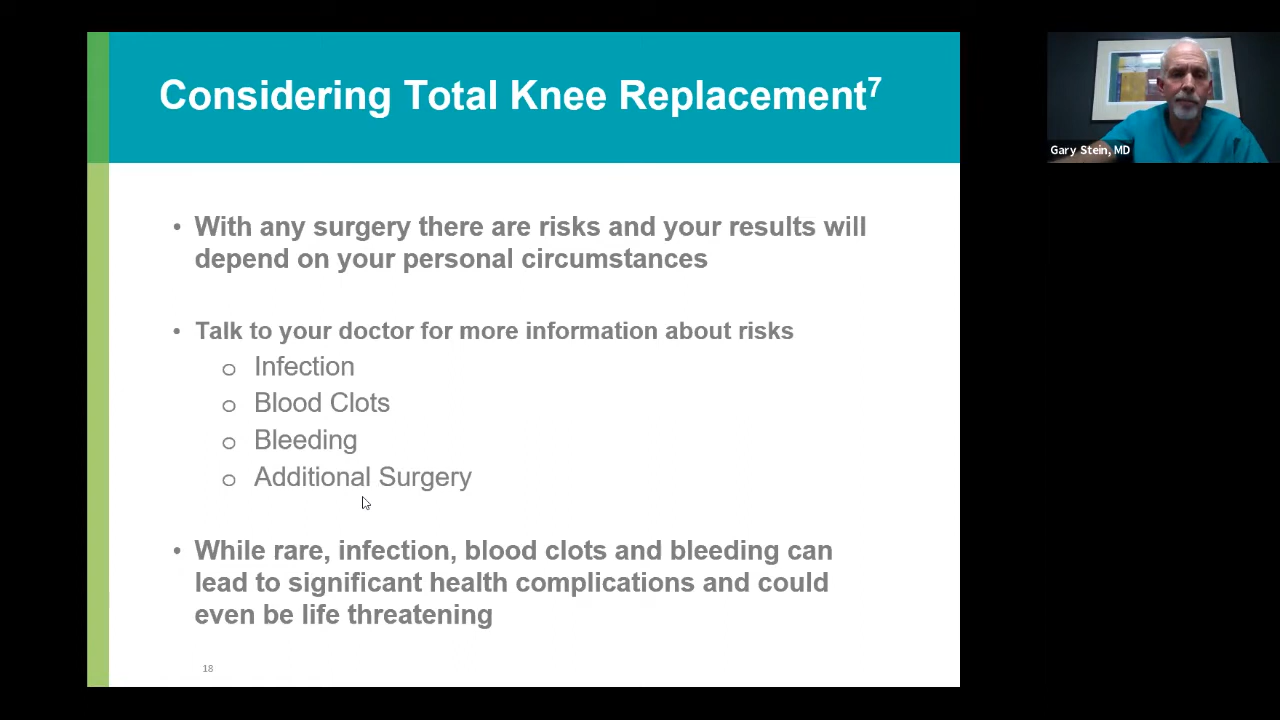 Considering Total Knee Replacement7
Gary Stein, MD
• With any surgery there are risks and your results will
depend on your personal circumstances
• Talk to your doctor for more information about risks
o Infection
o Blood Clots
o Bleeding
o Additional Surgery
• While rare, infection, blood clots and bleeding can
lead to significant health complications and could
even be life threatening
18